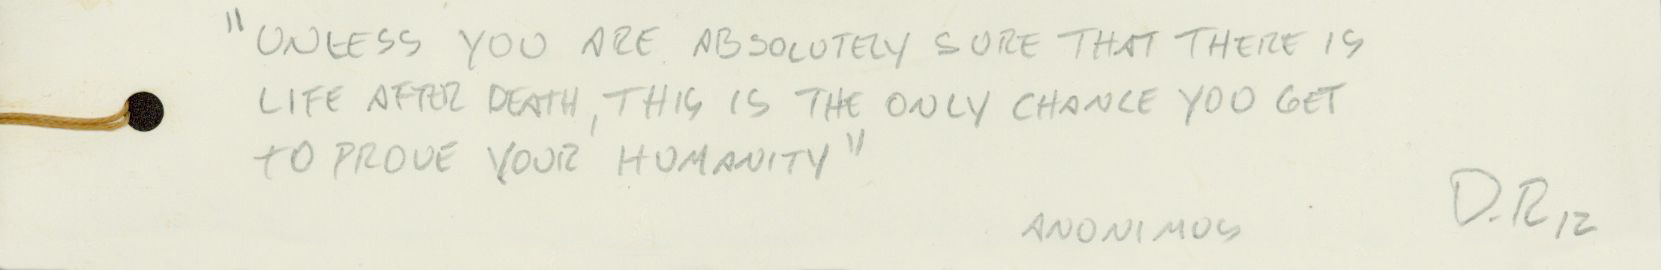 "UNLESS YOU ARE ABSOLUTELY SURE THAT THERE IS
LIFE AFTER DEATH, THIS IS THE ONLY CHANCE YOU GET
TO PROVE YOUR HUMANITY"
ANONIMOS
D.R 12